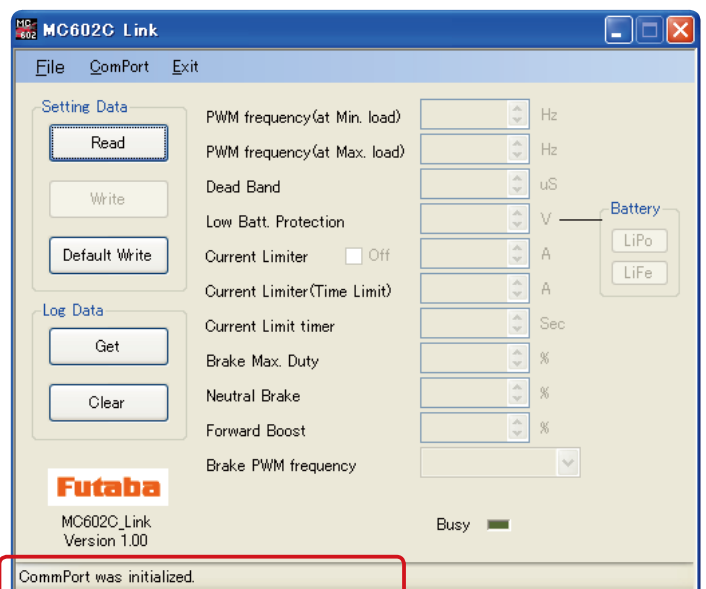 MC-602 MC602C Link
File ComPort Exit
Setting Data
Read
Write
Default Write
Log Data
Get
Clear
Futaba
MC602C_Link
Version 1.00
PWM frequency(at Min. load) Hz
PWM frequency(at Max. load) Hz
Dead Band uS
Low Batt. Protection V
Current Limiter Off A
Current Limiter(Time Limit) A
Current Limit timer Sec
Brake Max. Duty %
Neutral Brake %
Forward Boost %
Brake PWM frequency
Battery
LiPo
LiFe
Busy
CommPort was initialized.